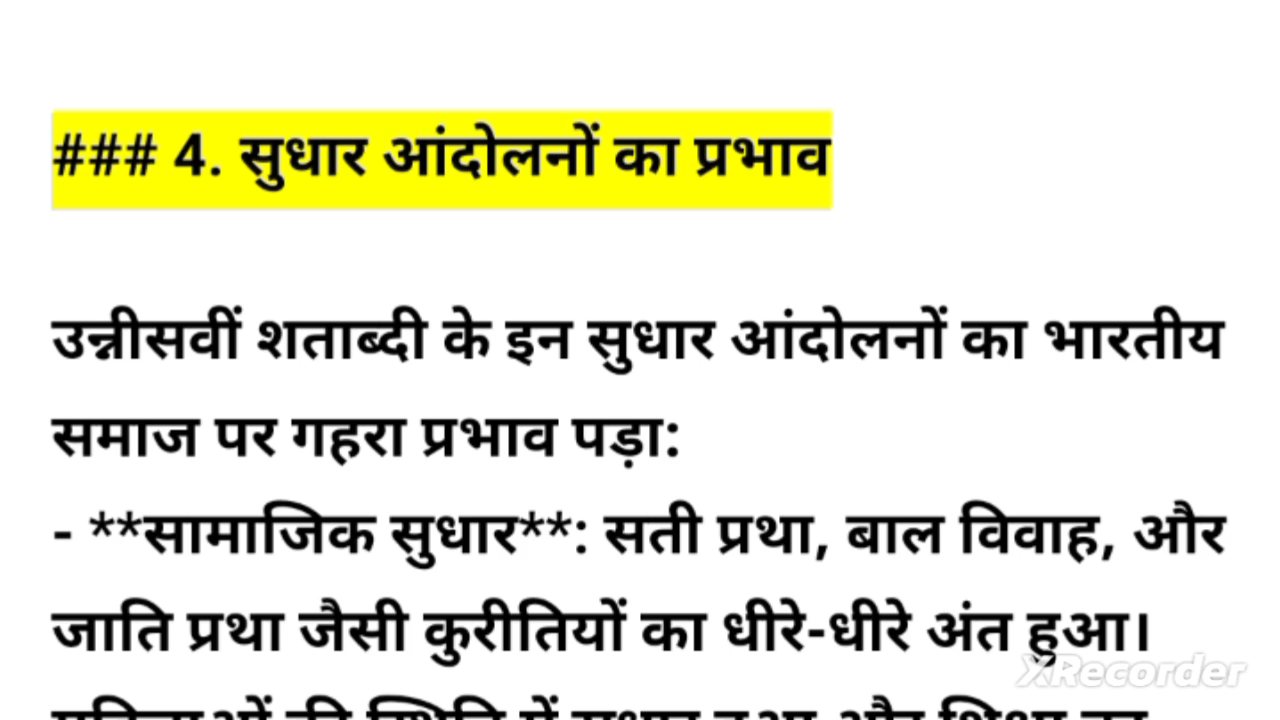 ### 4. सुधार आंदोलनों का प्रभाव
उन्नीसवीं शताब्दी के इन सुधार आंदोलनों का भारतीय
समाज पर गहरा प्रभाव पड़ा:
- **सामाजिक सुधार**: सती प्रथा, बाल विवाह, और
जाति प्रथा जैसी कुरीतियों का धीरे-धीरे अंत हुआ।
XRecorder